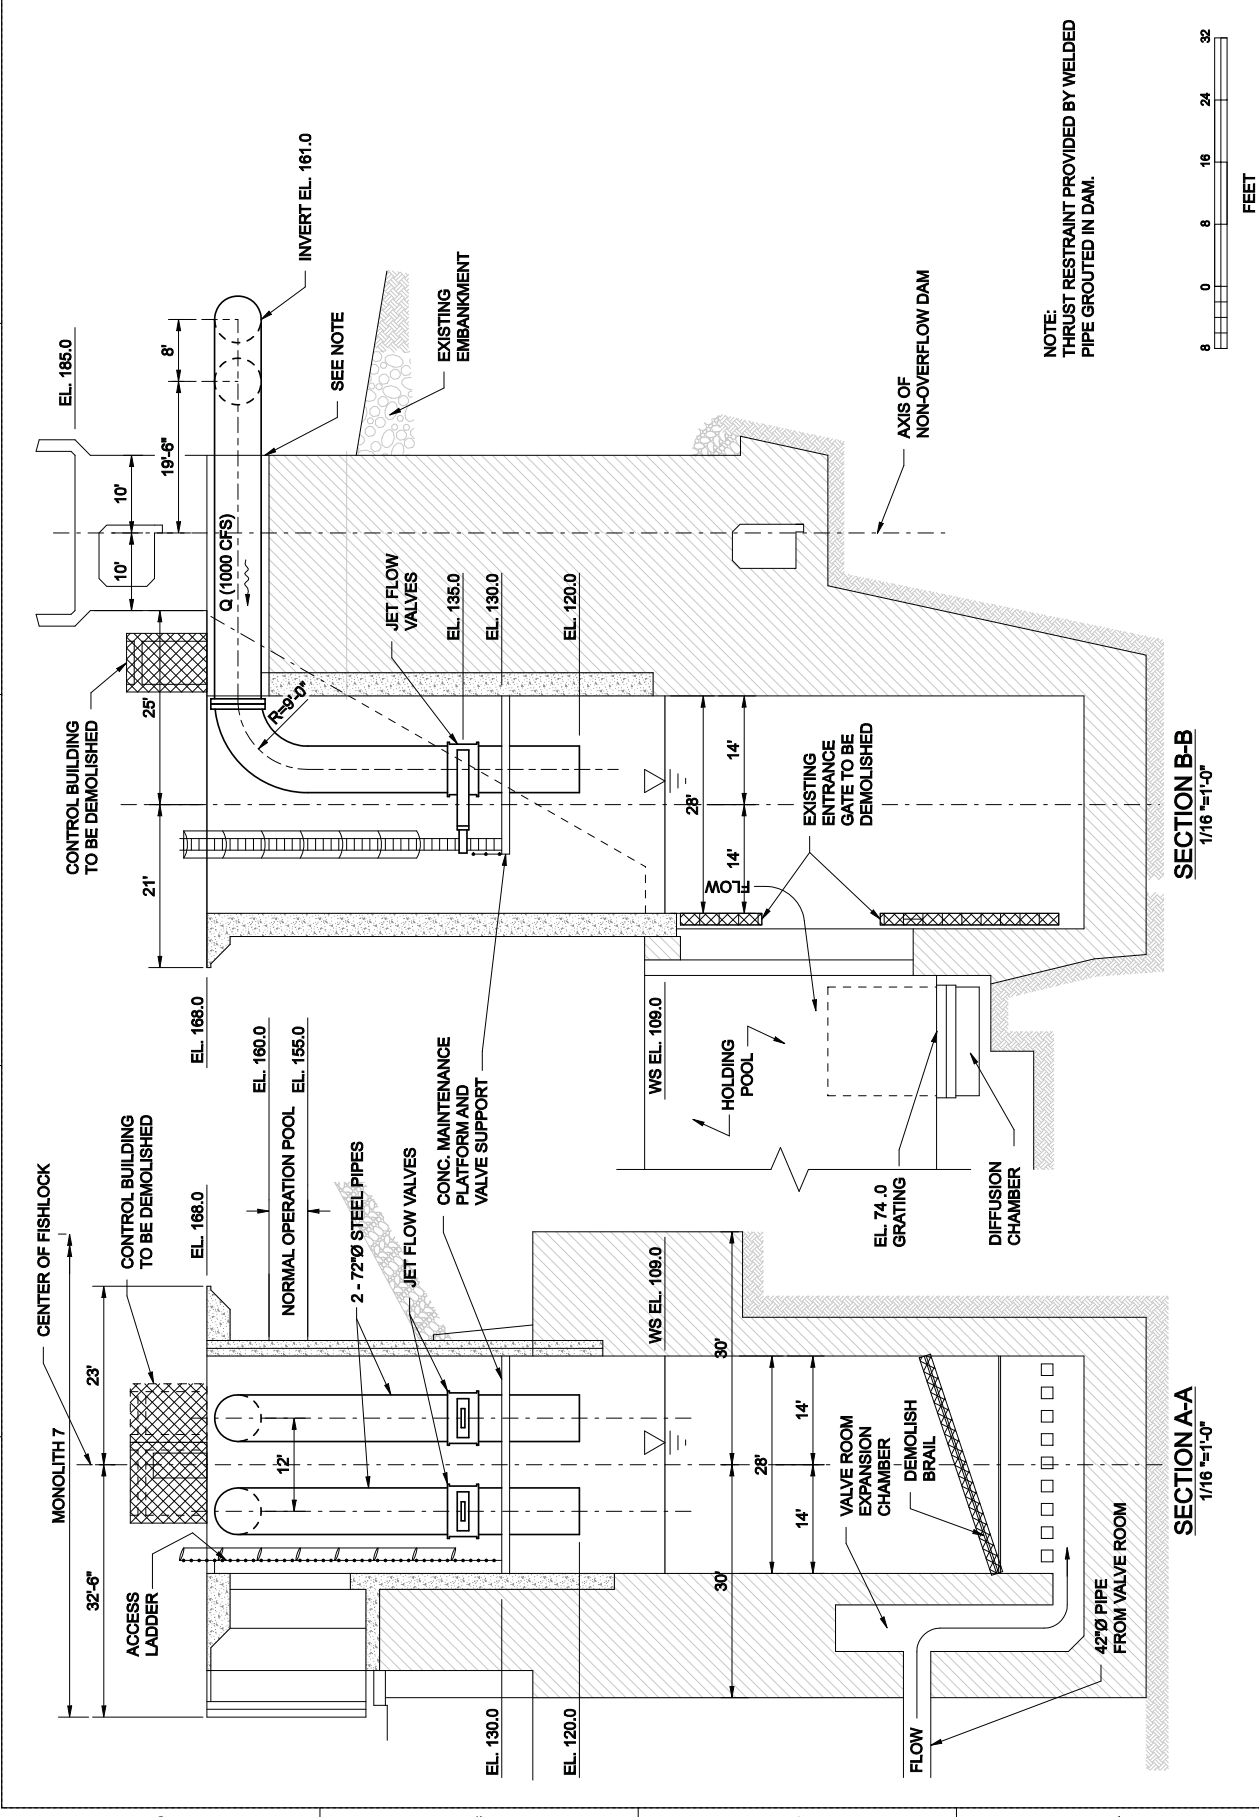 MONOLITH 7
CENTER OF FISHLOCK
32'-6"
23'
ACCESS
LADDER
CONTROL BUILDING
TO BE DEMOLISHED
EL. 168.0
12'
EL. 160.0
NORMAL OPERATION POOL
EL. 155.0
2 - 72"Ø STEEL PIPES
JET FLOW VALVES
CONC. MAINTENANCE
PLATFORM AND
VALVE SUPPORT
EL. 130.0
EL. 120.0
WS EL. 109.0
30'
30'
28'
14'
14'
VALVE ROOM
EXPANSION
CHAMBER
DEMOLISH
BRAIL
FLOW
42"Ø PIPE
FROM VALVE ROOM
SECTION A-A
1/16 "=1'-0"
CONTROL BUILDING
TO BE DEMOLISHED
EL. 185.0
21'
25'
10'
10'
19'-6"
8'
EL. 168.0
Q (1000 CFS)
INVERT EL. 161.0
R=9'-0"
SEE NOTE
JET FLOW
VALVES
EXISTING
EMBANKMENT
EL. 135.0
EL. 130.0
EL. 120.0
WS EL. 109.0
28'
14'
14'
FLOW
HOLDING
POOL
EXISTING
ENTRANCE
GATE TO BE
DEMOLISHED
AXIS OF
NON-OVERFLOW DAM
EL. 74 .0
GRATING
DIFFUSION
CHAMBER
SECTION B-B
1/16 "=1'-0"
NOTE:
THRUST RESTRAINT PROVIDED BY WELDED
PIPE GROUTED IN DAM.
8 0 8 16 24 32
FEET